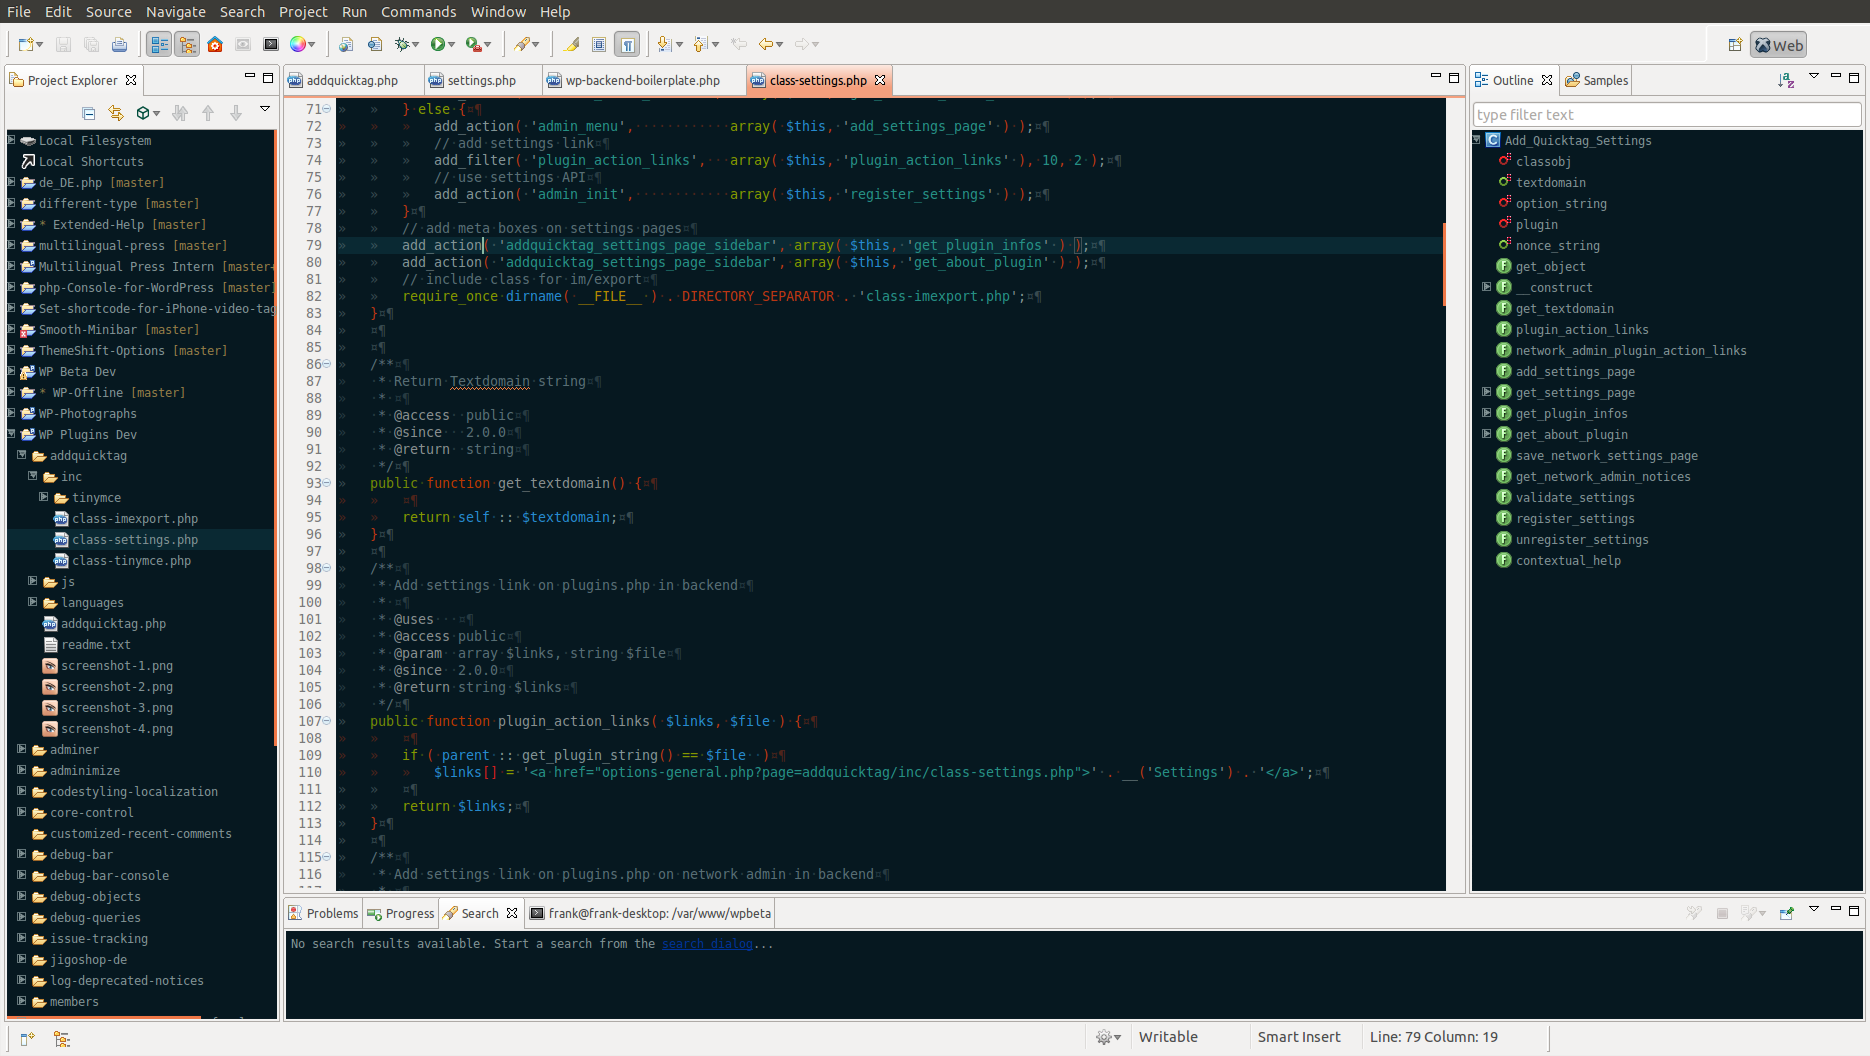 File Edit Source Navigate Search Project Run Commands Window Help
Web
Project Explorer
Local Filesystem
Local Shortcuts
de_DE.php [master]
different-type [master]
* Extended-Help [master]
multilingual-press [master]
Multilingual Press Intern [master
php-Console-for-WordPress [master]
Set-shortcode-for-iPhone-video-tag
Smooth-Minibar [master]
ThemeShift-Options [master]
WP Beta Dev
* WP-Offline [master]
WP-Photographs
WP Plugins Dev
addquicktag
inc
tinymce
class-imexport.php
class-settings.php
class-tinymce.php
js
languages
addquicktag.php
readme.txt
screenshot-1.png
screenshot-2.png
screenshot-3.png
screenshot-4.png
adminer
adminimize
codestyling-localization
core-control
customized-recent-comments
debug-bar
debug-bar-console
debug-objects
debug-queries
issue-tracking
jigoshop-de
log-deprecated-notices
members
addquicktag.php settings.php wp-backend-boilerplate.php class-settings.php
71 } else {
72 add_action( 'admin_menu', array( $this, 'add_settings_page' ) );
73 // add settings link
74 add_filter( 'plugin_action_links', array( $this, 'plugin_action_links' ), 10, 2 );
75 // use settings API
76 add_action( 'admin_init', array( $this, 'register_settings' ) );
77 }
78 // add meta boxes on settings pages
79 add_action( 'addquicktag_settings_page_sidebar', array( $this, 'get_plugin_infos' ) );
80 add_action( 'addquicktag_settings_page_sidebar', array( $this, 'get_about_plugin' ) );
81 // include class for im/export
82 require_once dirname( __FILE__ ) . DIRECTORY_SEPARATOR . 'class-imexport.php';
83 }
84
85
86 /**
87 * Return Textdomain string
88 *
89 * @access public
90 * @since 2.0.0
91 * @return string
92 */
93 public function get_textdomain() {
94
95 return self :: $textdomain;
96 }
97
98 /**
99 * Add settings link on plugins.php in backend
100 *
101 * @uses
102 * @access public
103 * @param array $links, string $file
104 * @since 2.0.0
105 * @return string $links
106 */
107 public function plugin_action_links( $links, $file ) {
108
109 if ( parent :: get_plugin_string() == $file )
110 $links[] = '<a href="options-general.php?page=addquicktag/inc/class-settings.php">' . __('Settings') . '</a>';
111
112 return $links;
113 }
114
115 /**
116 * Add settings link on plugins.php on network admin in backend
Outline Samples
type filter text
Add_Quicktag_Settings
classobj
textdomain
option_string
plugin
nonce_string
get_object
__construct
get_textdomain
plugin_action_links
network_admin_plugin_action_links
add_settings_page
get_settings_page
get_plugin_infos
get_about_plugin
save_network_settings_page
get_network_admin_notices
validate_settings
register_settings
unregister_settings
contextual_help
Problems Progress Search frank@frank-desktop: /var/www/wpbeta
No search results available. Start a search from the search dialog...
Writable Smart Insert Line: 79 Column: 19